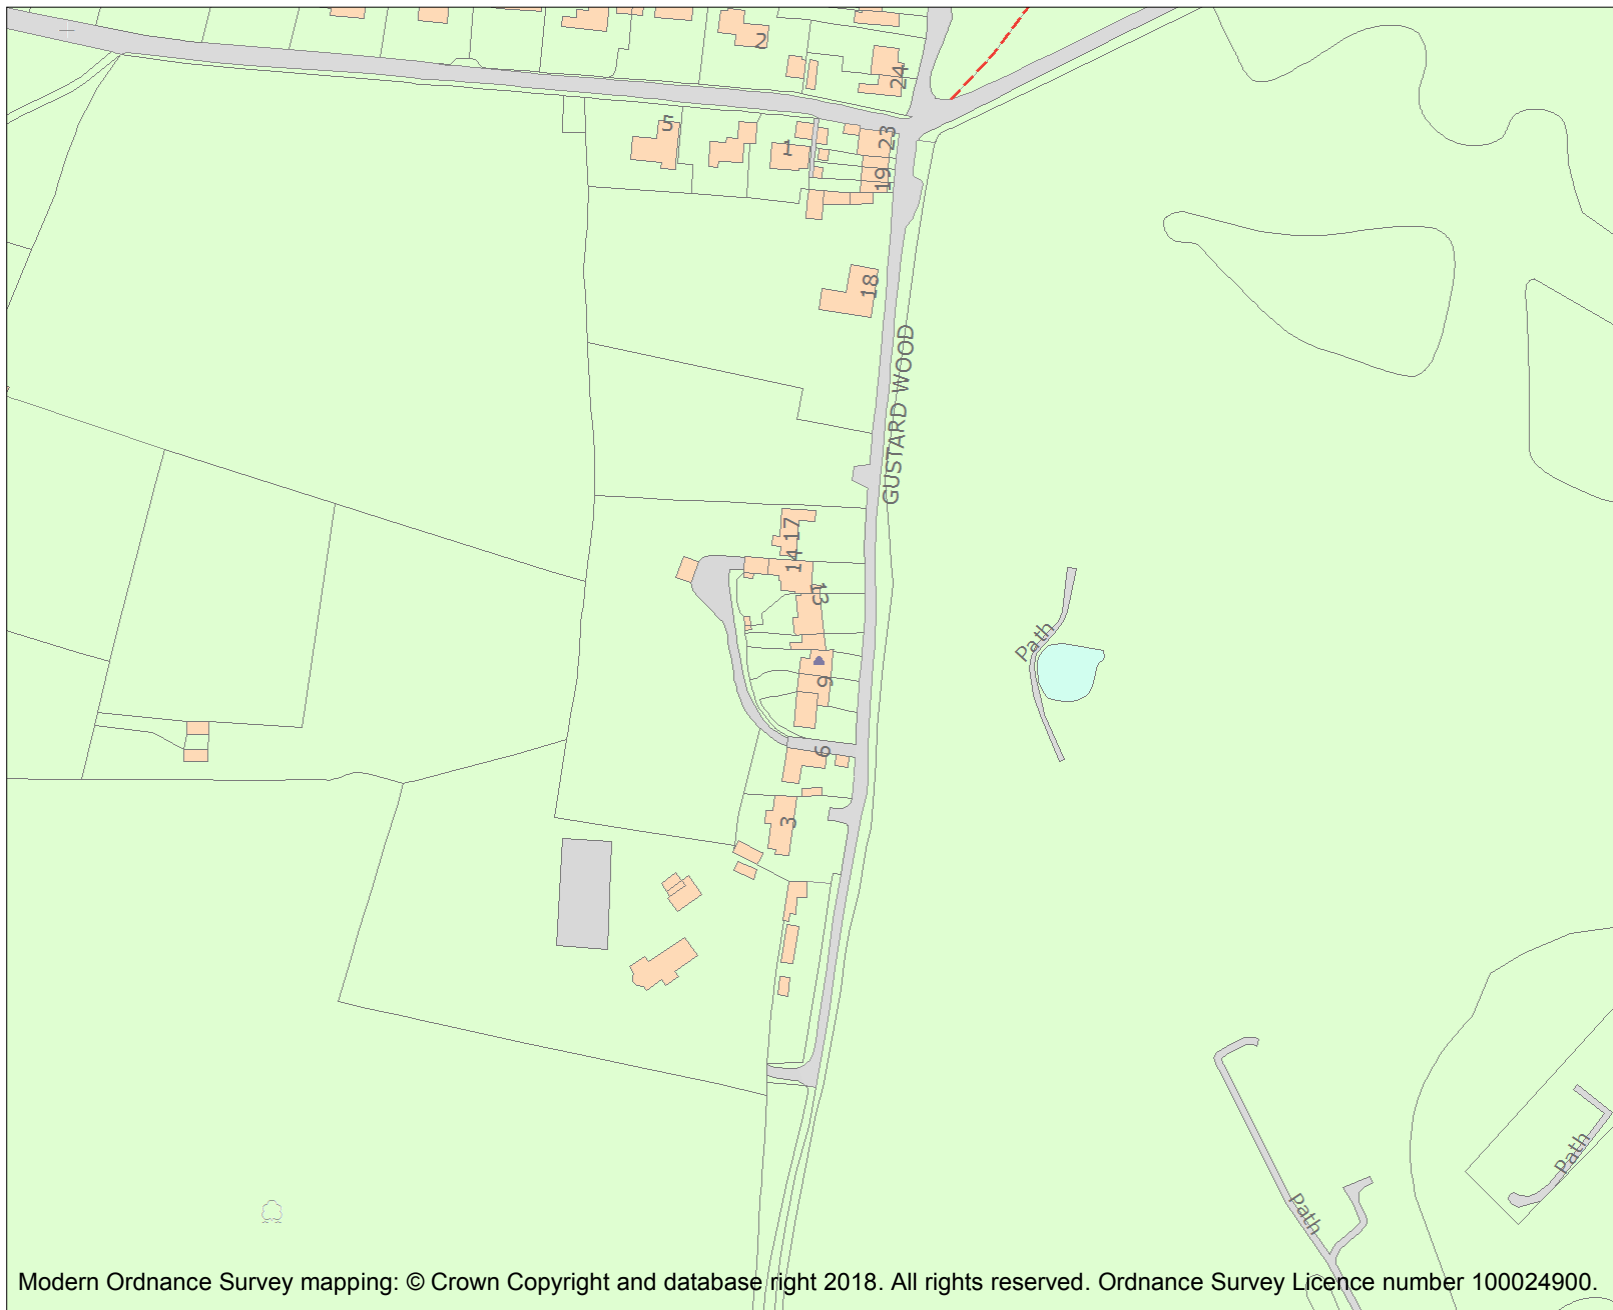 2
24
5
1
23
19
18
GUSTARD WOOD
17
14
13
Path
9
6
3
Path
Path
Modern Ordnance Survey mapping: © Crown Copyright and database right 2018. All rights reserved. Ordnance Survey Licence number 100024900.